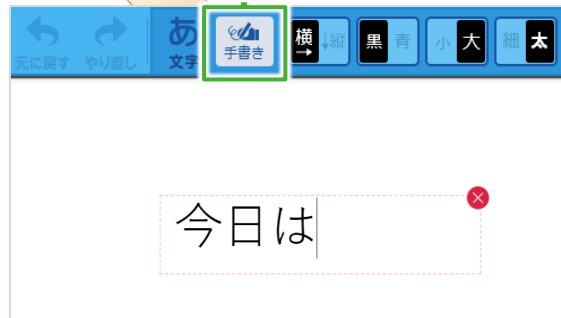 元に戻す やり直し あ 文字 手書き 横→ ↓縦 黒 青 小 大 細 太
今日は